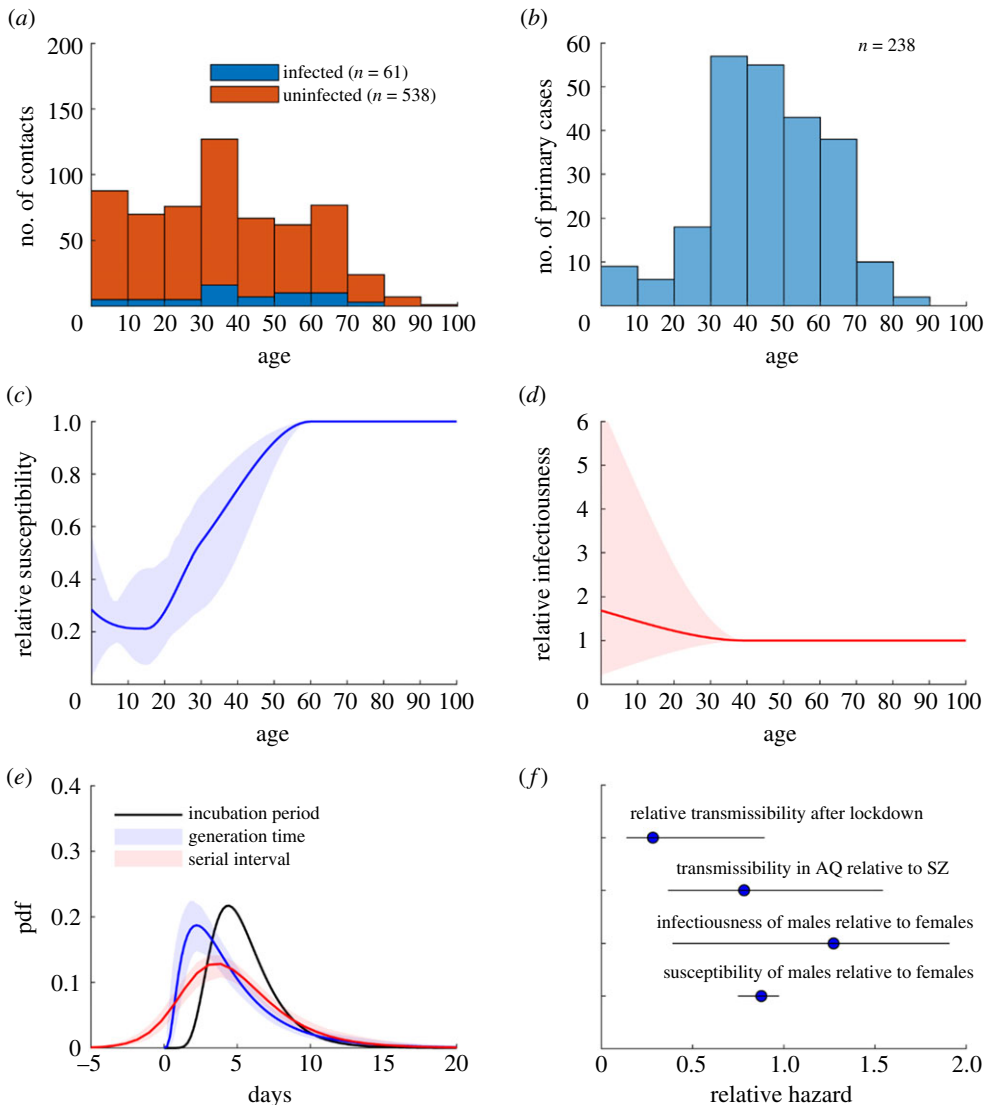 (a)
200
150
100
50
0
no. of contacts
infected (n = 61)
uninfected (n = 538)
10 20 30 40 50 60 70 80 90 100
age
(b)
60
50
40
30
20
10
0
no. of primary cases
n = 238
10 20 30 40 50 60 70 80 90 100
age
(c)
1.0
0.8
0.6
0.4
0.2
0
relative susceptibility
10 20 30 40 50 60 70 80 90 100
age
(d)
6
5
4
3
2
1
0
relative infectiousness
10 20 30 40 50 60 70 80 90 100
age
(e)
0.4
0.3
0.2
0.1
0
pdf
incubation period
generation time
serial interval
−5 0 5 10 15 20
days
(f)
relative transmissibility after lockdown
transmissibility in AQ relative to SZ
infectiousness of males relative to females
susceptibility of males relative to females
0 0.5 1.0 1.5 2.0
relative hazard